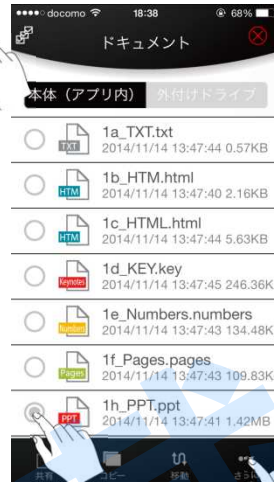 docomo 18:38 68%
ドキュメント
本体（アプリ内） 外付けドライブ
1a_TXT.txt
TXT 2014/11/14 13:47:44 0.57KB
1b_HTM.html
HTM 2014/11/14 13:47:40 2.16KB
1c_HTML.html
HTM 2014/11/14 13:47:44 5.63KB
1d_KEY.key
Keynotes 2014/11/14 13:47:45 246.36K
1e_Numbers.numbers
Numbers 2014/11/14 13:47:43 134.48K
1f_Pages.pages
Pages 2014/11/14 13:47:43 109.83K
1h_PPT.ppt
PPT 2014/11/14 13:47:41 1.42MB
共有 コピー 移動 さらに